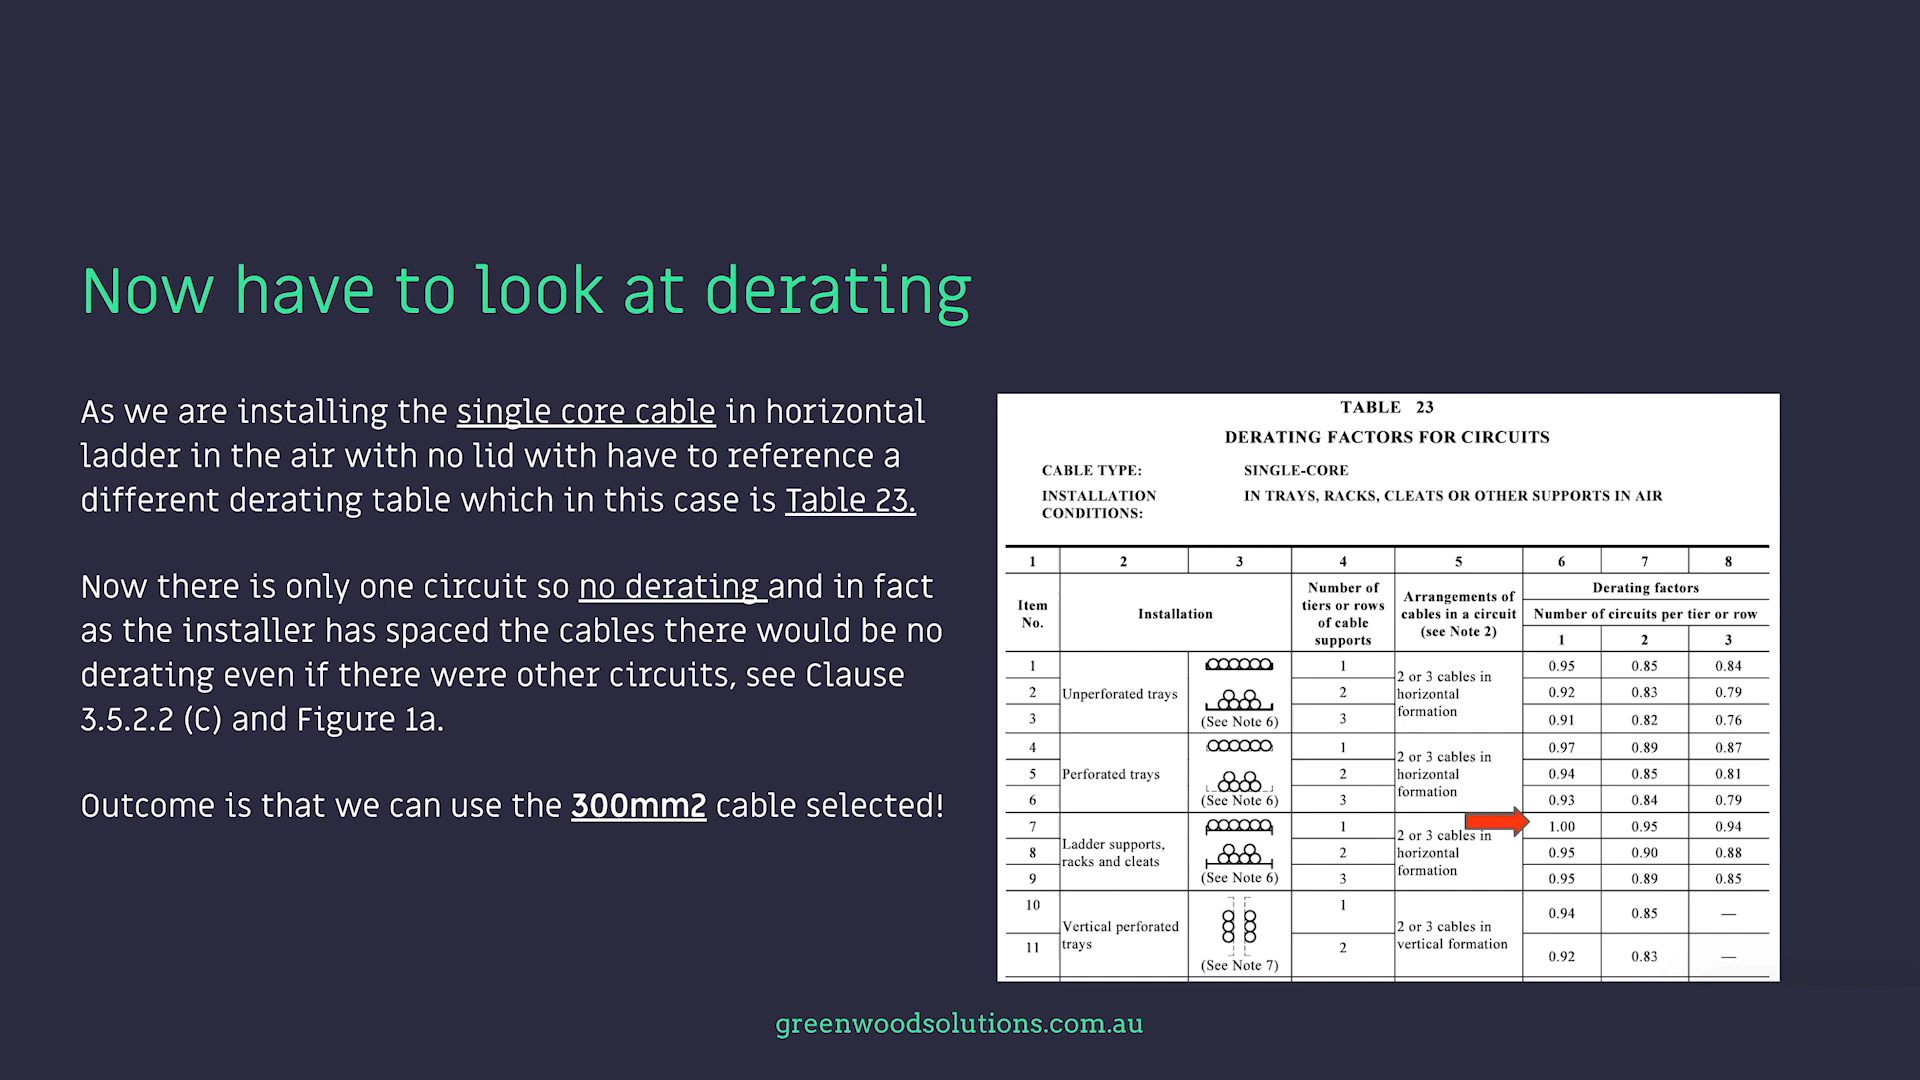 Now have to look at derating
As we are installing the single core cable in horizontal
ladder in the air with no lid with have to reference a
different derating table which in this case is Table 23.
Now there is only one circuit so no derating and in fact
as the installer has spaced the cables there would be no
derating even if there were other circuits, see Clause
3.5.2.2 (C) and Figure 1a.
Outcome is that we can use the 300mm2 cable selected!
TABLE 23
DERATING FACTORS FOR CIRCUITS
CABLE TYPE: SINGLE-CORE
INSTALLATION CONDITIONS: IN TRAYS, RACKS, CLEATS OR OTHER SUPPORTS IN AIR
1 2 3 4 5 6 7 8
Item No. Installation Number of tiers or rows of cable supports Arrangements of cables in a circuit (see Note 2) Derating factors
Number of circuits per tier or row
1 2 3
1 1 0.95 0.85 0.84
2 Unperforated trays 2 2 or 3 cables in horizontal formation 0.92 0.83 0.79
3 (See Note 6) 3 0.91 0.82 0.76
4 1 0.97 0.89 0.87
5 Perforated trays 2 2 or 3 cables in horizontal formation 0.94 0.85 0.81
6 (See Note 6) 3 0.93 0.84 0.79
7 1 1.00 0.95 0.94
8 Ladder supports, racks and cleats 2 2 or 3 cables in horizontal formation 0.95 0.90 0.88
9 (See Note 6) 3 0.95 0.89 0.85
10 Vertical perforated trays 1 2 or 3 cables in vertical formation 0.94 0.85 —
11 (See Note 7) 2 0.92 0.83 —
greenwoodsolutions.com.au